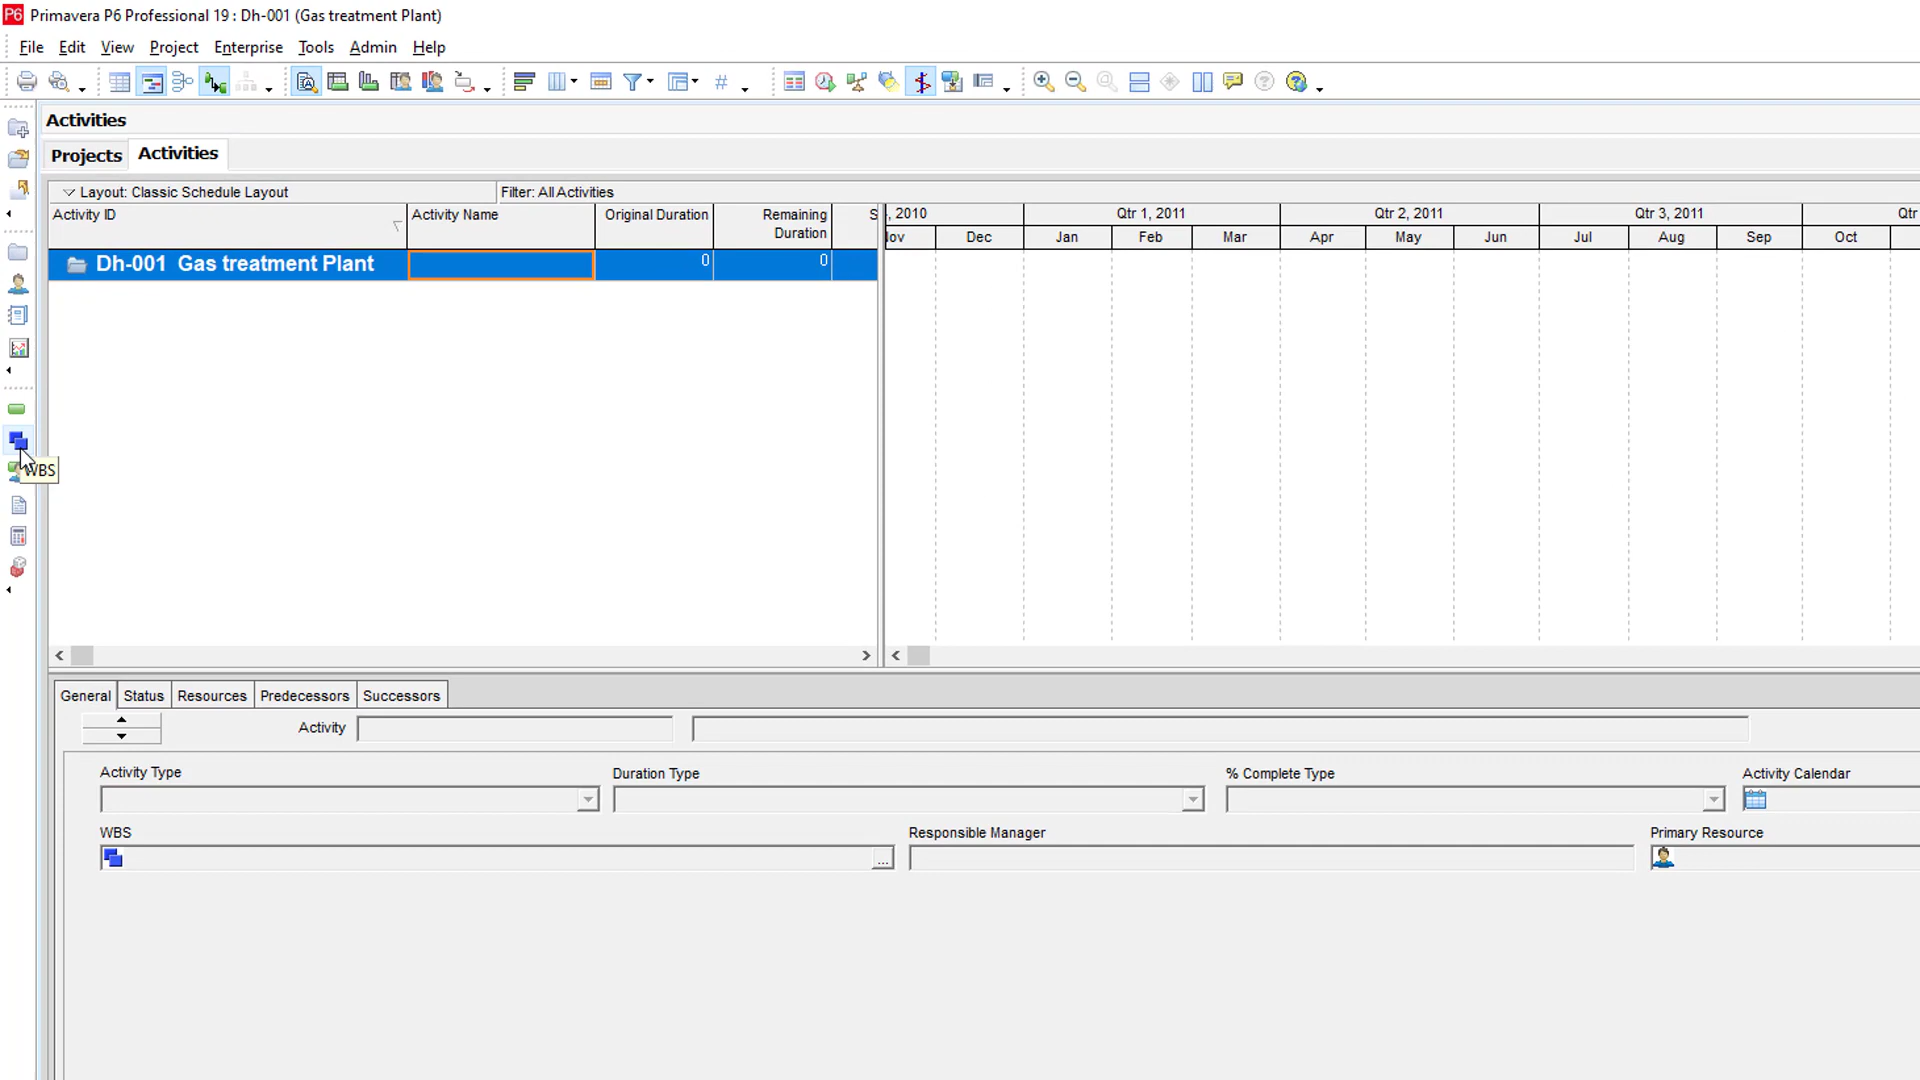 P6 Primavera P6 Professional 19 : Dh-001 (Gas treatment Plant)
File Edit View Project Enterprise Tools Admin Help
Activities
Projects Activities
Layout: Classic Schedule Layout Filter: All Activities
Activity ID Activity Name Original Duration Remaining Duration S
, 2010 Qtr 1, 2011 Qtr 2, 2011 Qtr 3, 2011 Qtr
Nov Dec Jan Feb Mar Apr May Jun Jul Aug Sep Oct
Dh-001 Gas treatment Plant 0 0
WBS
General Status Resources Predecessors Successors
Activity
Activity Type Duration Type % Complete Type Activity Calendar
WBS Responsible Manager Primary Resource